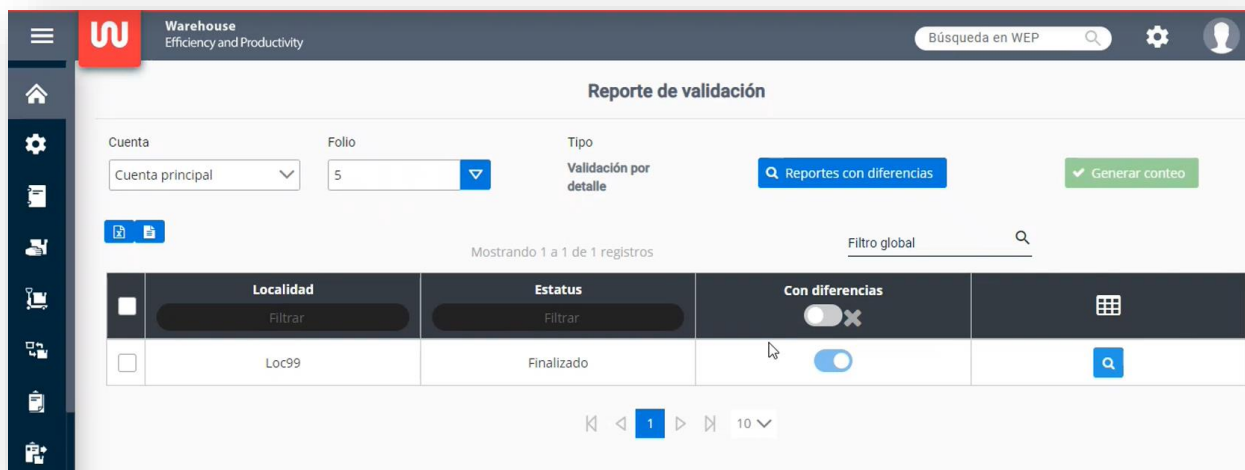 Warehouse
Efficiency and Productivity
Búsqueda en WEP
Reporte de validación
Cuenta
Folio
Tipo
Cuenta principal
5
Validación por
detalle
Reportes con diferencias
Generar conteo
Mostrando 1 a 1 de 1 registros
Filtro global
Localidad
Estatus
Con diferencias
Filtrar
Filtrar
Loc99
Finalizado
1
10